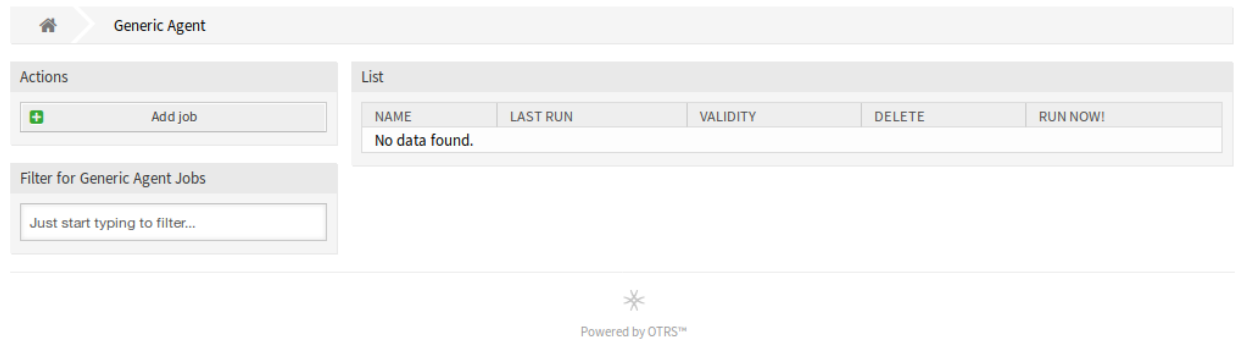 Generic Agent
Actions
Add job
Filter for Generic Agent Jobs
Just start typing to filter...
List
NAME LAST RUN VALIDITY DELETE RUN NOW!
No data found.
Powered by OTRS™